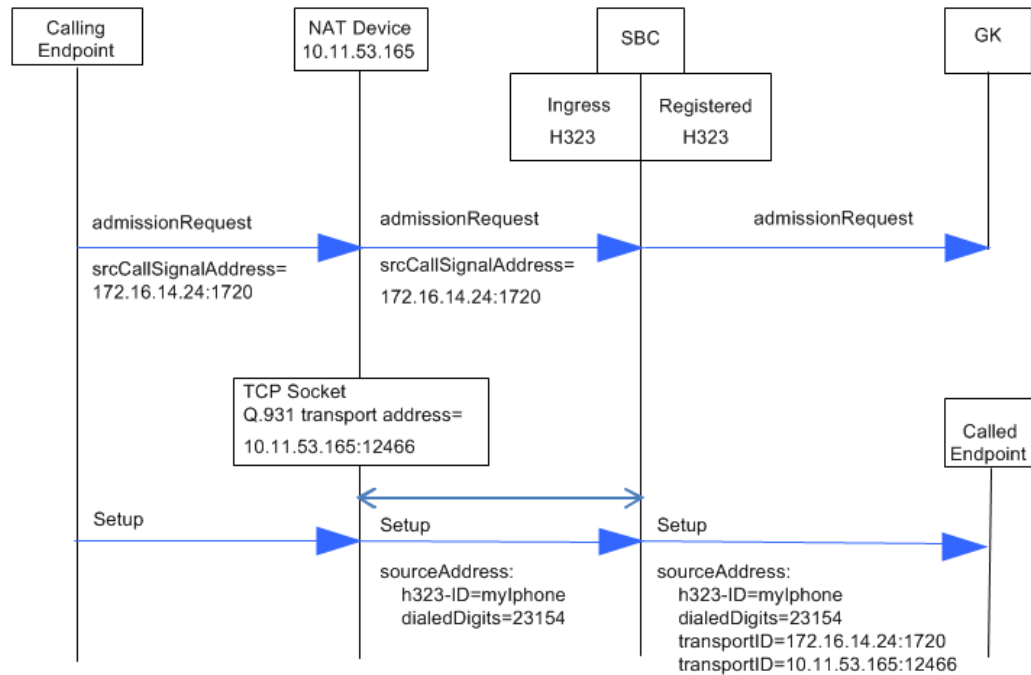 Calling
Endpoint
NAT Device
10.11.53.165
SBC
GK
Ingress
H323
Registered
H323
admissionRequest
admissionRequest
admissionRequest
srcCallSignalAddress=
172.16.14.24:1720
srcCallSignalAddress=
172.16.14.24:1720
TCP Socket
Q.931 transport address=
10.11.53.165:12466
Called
Endpoint
Setup
Setup
Setup
sourceAddress:
h323-ID=myIphone
dialedDigits=23154
sourceAddress:
h323-ID=myIphone
dialedDigits=23154
transportID=172.16.14.24:1720
transportID=10.11.53.165:12466